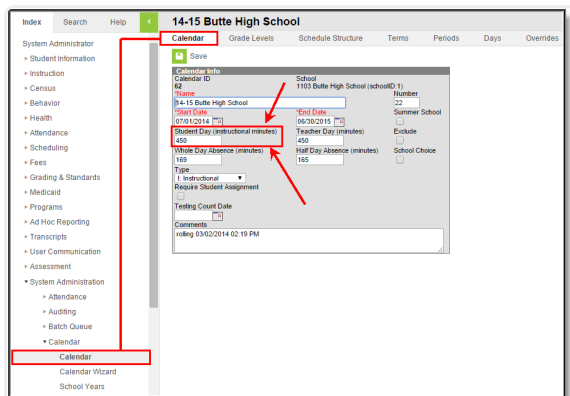 Index Search Help <
14-15 Butte High School
Calendar Grade Levels Schedule Structure Terms Periods Days Overrides
Save
System Administrator
▸ Student Information
▸ Instruction
▸ Census
▸ Behavior
▸ Health
▸ Attendance
▸ Scheduling
▸ Fees
▸ Grading & Standards
▸ Medicaid
▸ Programs
▸ Ad Hoc Reporting
▸ Transcripts
▸ User Communication
▸ Assessment
▾ System Administration
▸ Attendance
▸ Auditing
▸ Batch Queue
▾ Calendar
Calendar
Calendar Wizard
School Years
Calendar Info
Calendar ID School
62 1103 Butte High School (schoolID:1)
*Name Number
14-15 Butte High School 22
*Start Date *End Date Summer School
07/01/2014 06/30/2015
Student Day (instructional minutes) Teacher Day (minutes) Exclude
450 450
Whole Day Absence (minutes) Half Day Absence (minutes) School Choice
169 165
Type
I: Instructional ▼
Require Student Assignment
Testing Count Date
Comments
rolling 03/02/2014 02:19 PM